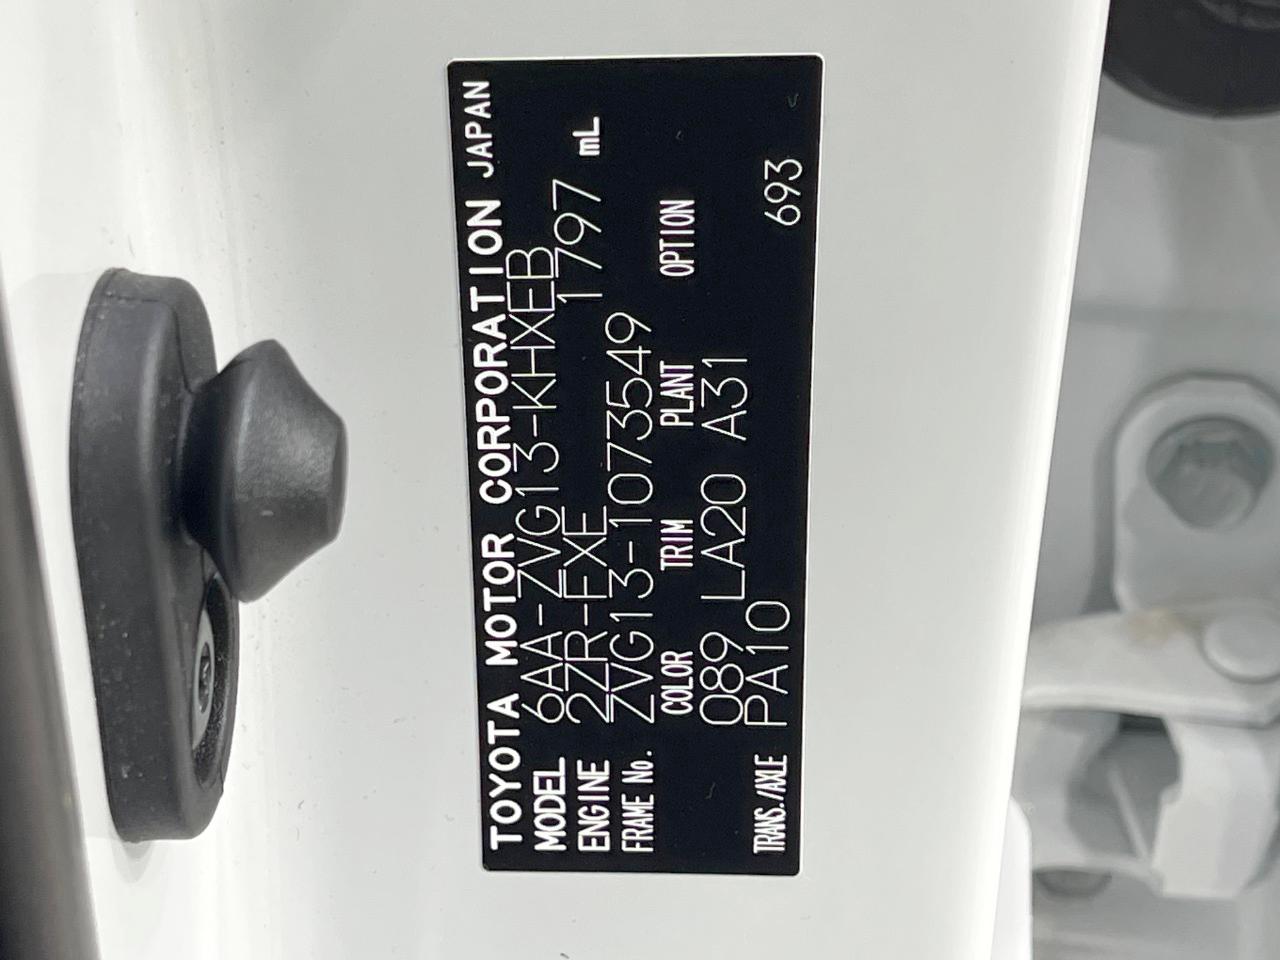 TOYOTA MOTOR CORPORATION JAPAN
MODEL 6AA-ZVG13-KHXEB
ENGINE 2ZR-FXE 1797 mL
FRAME No. ZVG13-1073549
COLOR TRIM PLANT OPTION
089 LA20 A31
TRANS./AXLE PA10 693